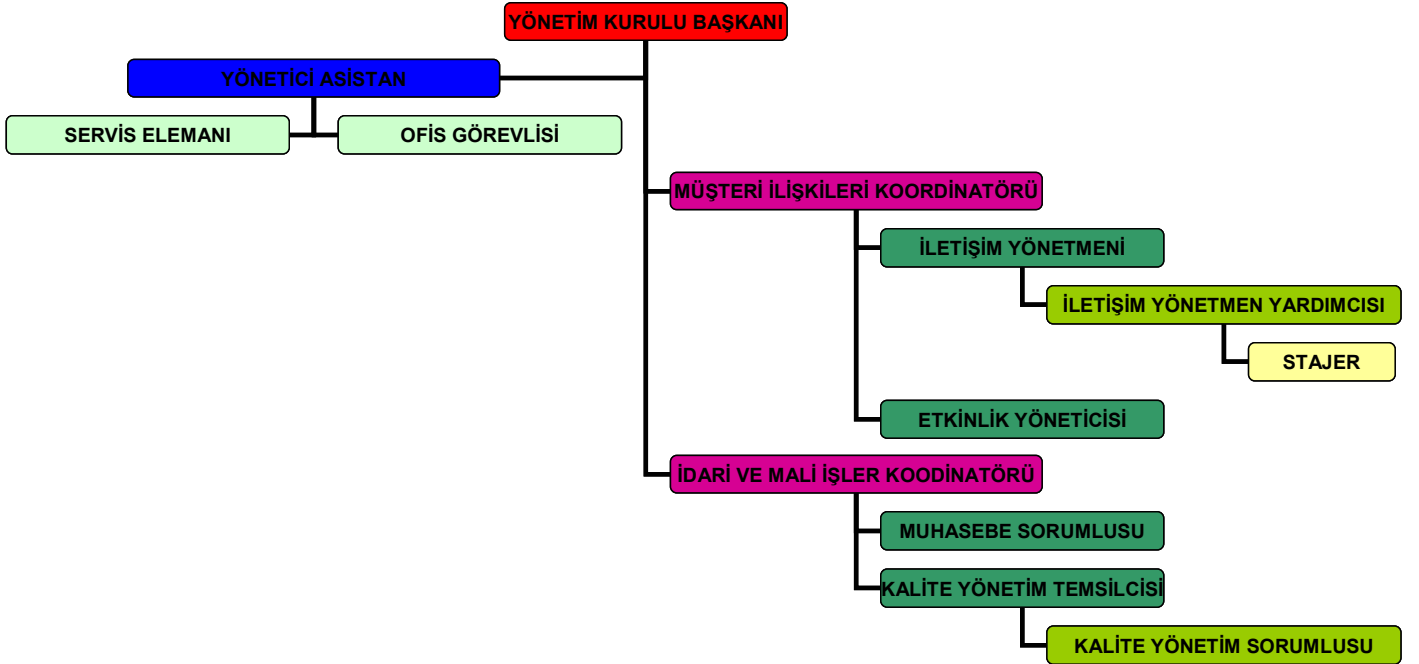 YÖNETİM KURULU BAŞKANI
YÖNETİCİ ASİSTAN
SERVİS ELEMANI
OFİS GÖREVLİSİ
MÜŞTERİ İLİŞKİLERİ KOORDİNATÖRÜ
İLETİŞİM YÖNETMENİ
İLETİŞİM YÖNETMEN YARDIMCISI
STAJER
ETKİNLİK YÖNETİCİSİ
İDARİ VE MALİ İŞLER KOODİNATÖRÜ
MUHASEBE SORUMLUSU
KALİTE YÖNETİM TEMSİLCİSİ
KALİTE YÖNETİM SORUMLUSU